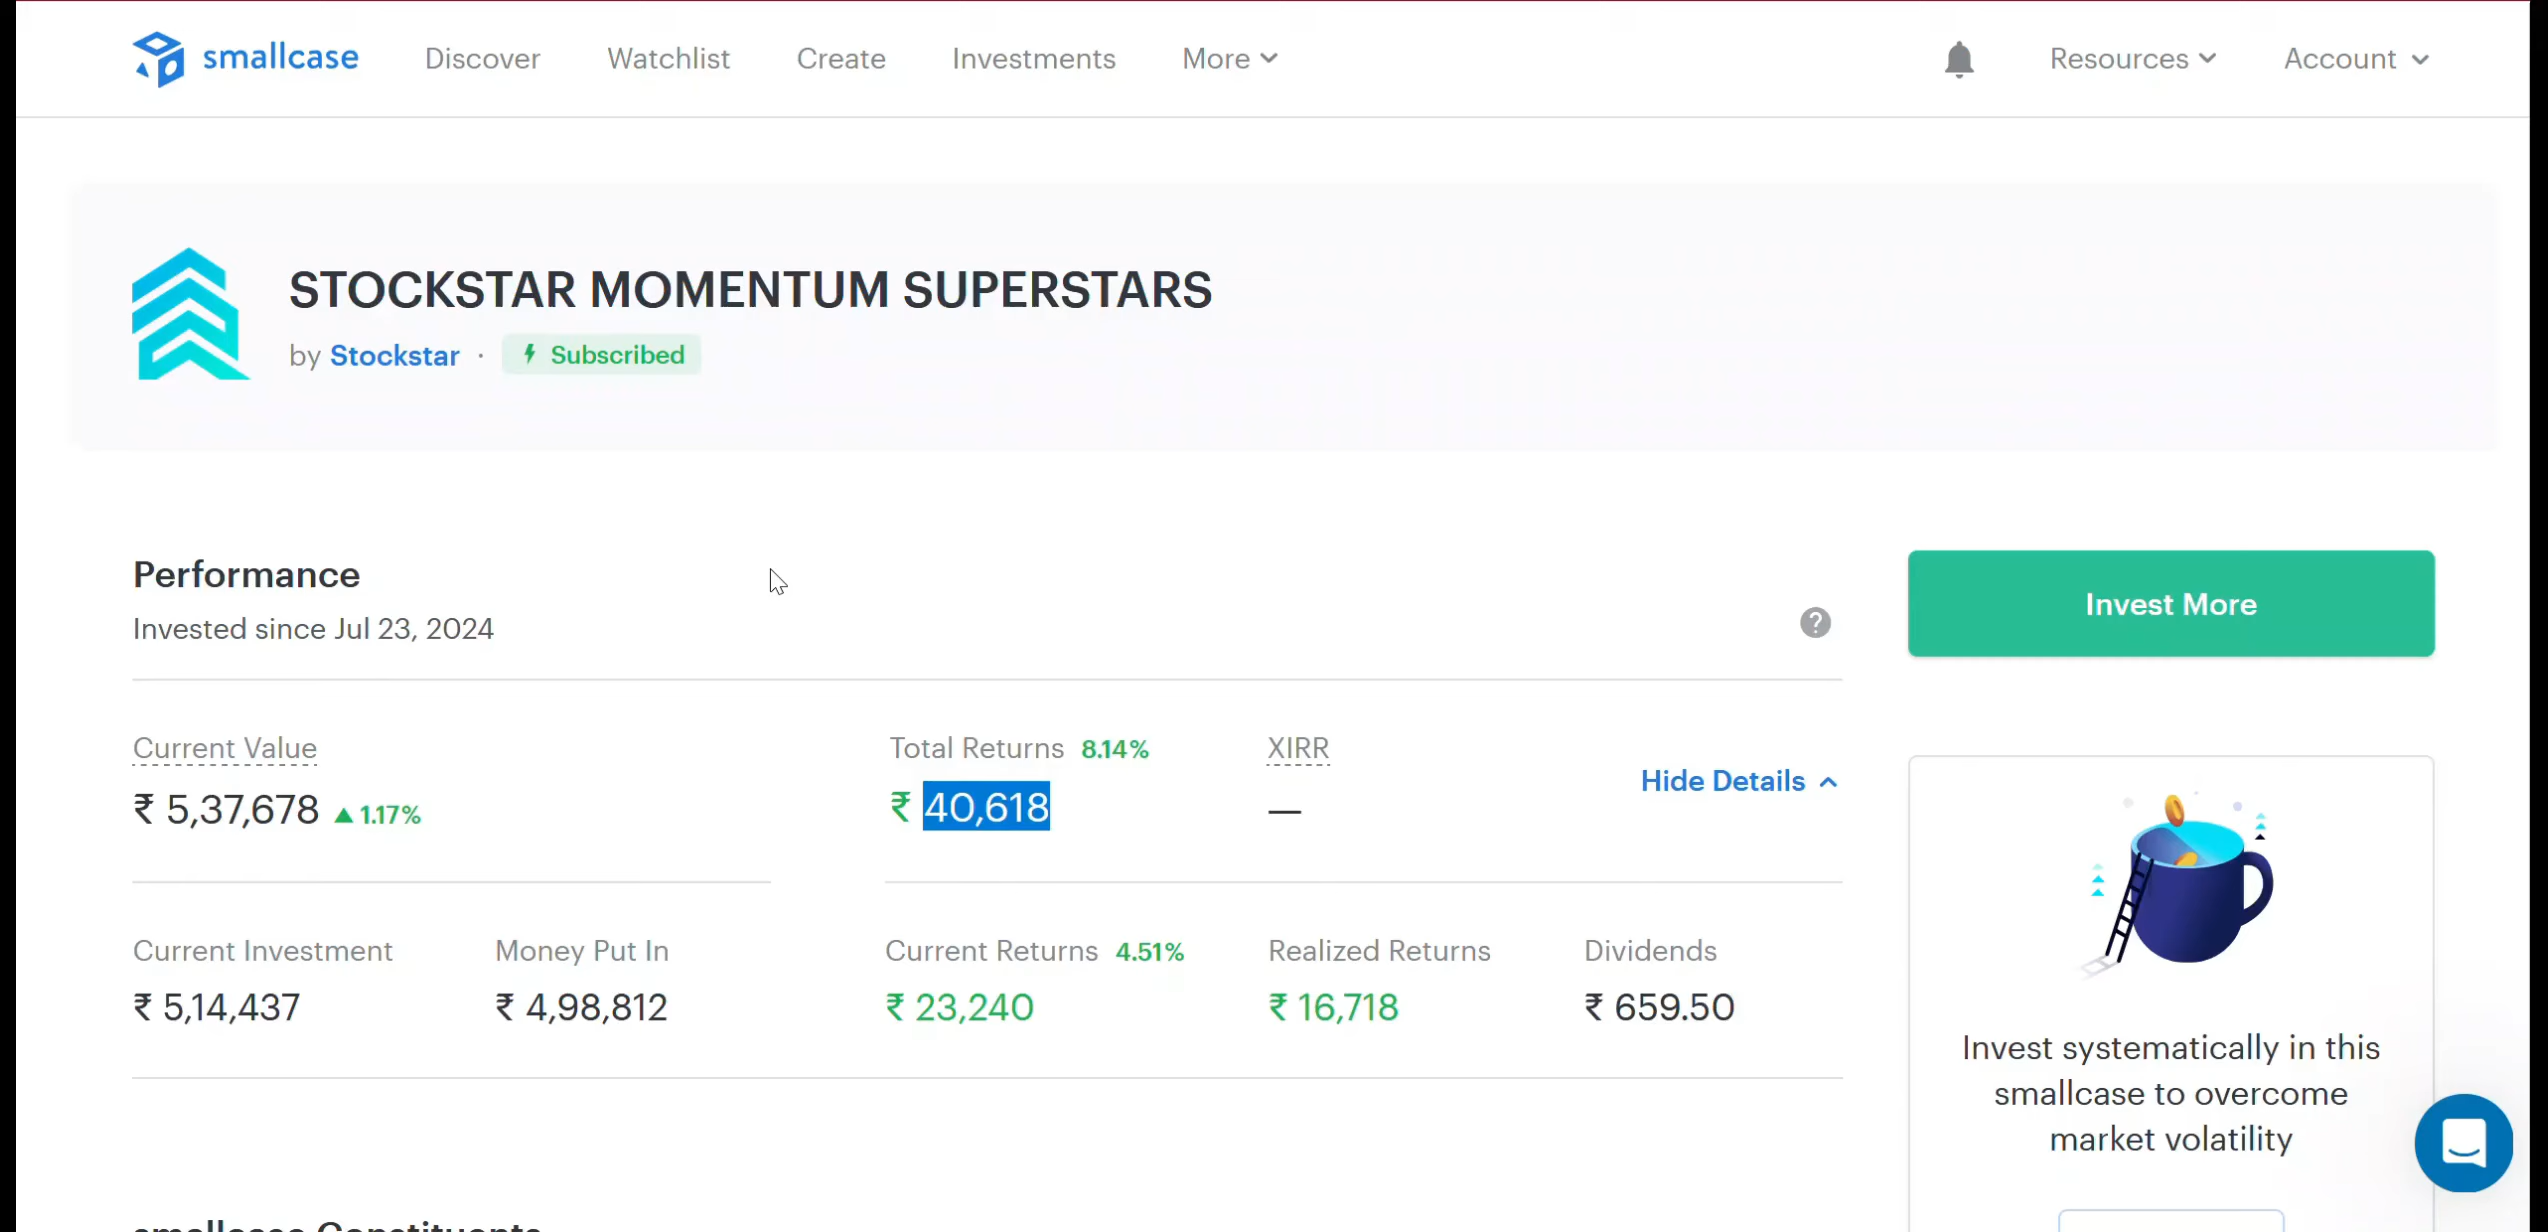 smallcase Discover Watchlist Create Investments More Resources Account
STOCKSTAR MOMENTUM SUPERSTARS
by Stockstar · Subscribed
Performance
Invested since Jul 23, 2024
?
Invest More
Current Value
₹ 5,37,678 ▲ 1.17%
Total Returns 8.14%
₹ 40,618
XIRR
—
Hide Details
Current Investment
₹ 5,14,437
Money Put In
₹ 4,98,812
Current Returns 4.51%
₹ 23,240
Realized Returns
₹ 16,718
Dividends
₹ 659.50
Invest systematically in this
smallcase to overcome
market volatility
smallcase Constituents